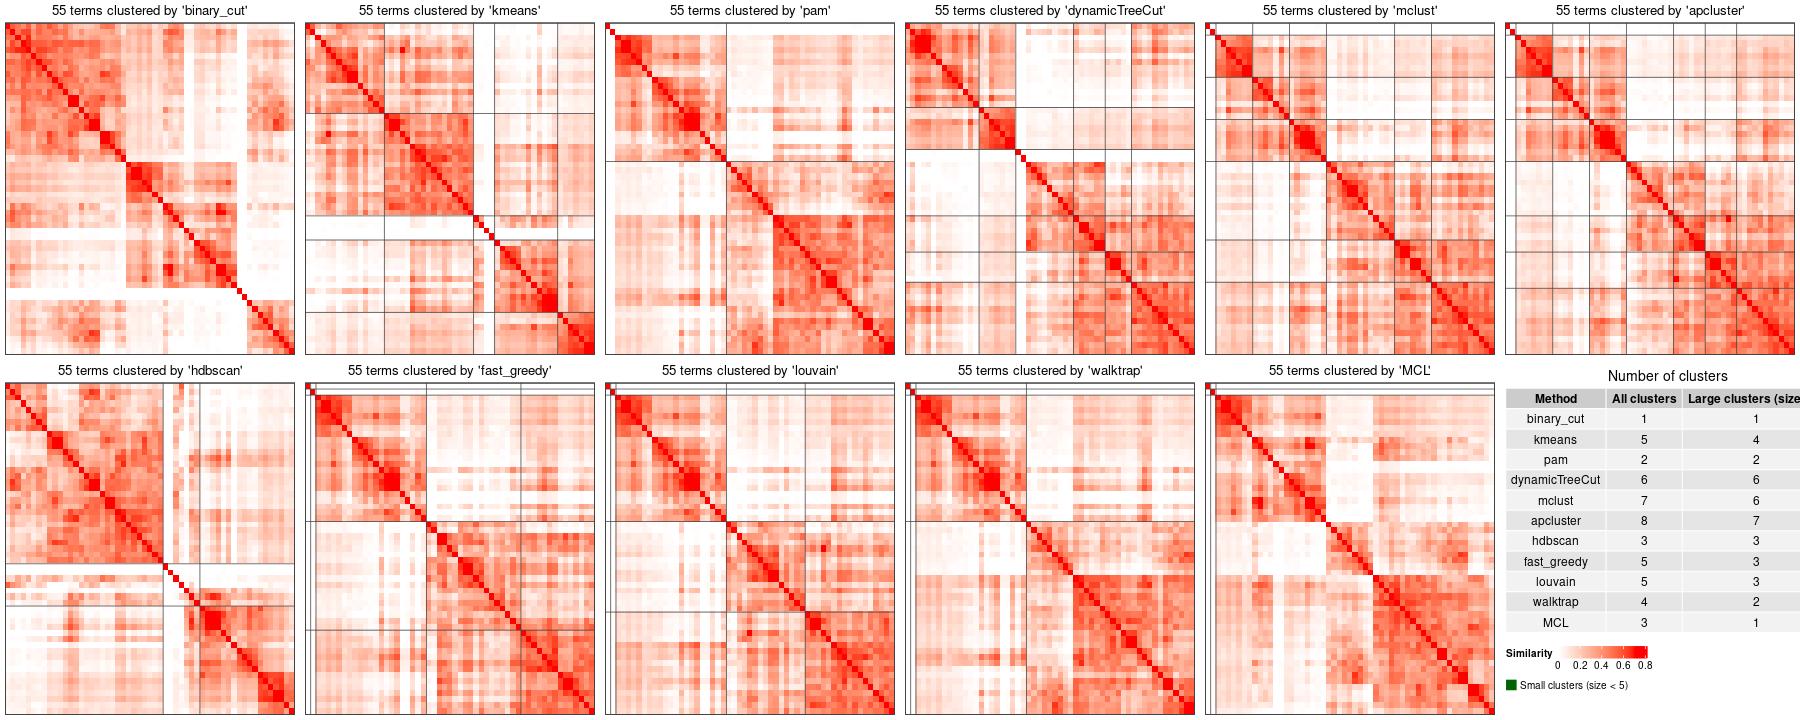 55 terms clustered by 'binary_cut'
55 terms clustered by 'kmeans'
55 terms clustered by 'pam'
55 terms clustered by 'dynamicTreeCut'
55 terms clustered by 'mclust'
55 terms clustered by 'apcluster'
55 terms clustered by 'hdbscan'
55 terms clustered by 'fast_greedy'
55 terms clustered by 'louvain'
55 terms clustered by 'walktrap'
55 terms clustered by 'MCL'
Number of clusters
Method All clusters Large clusters (size
binary_cut 1 1
kmeans 5 4
pam 2 2
dynamicTreeCut 6 6
mclust 7 6
apcluster 8 7
hdbscan 3 3
fast_greedy 5 3
louvain 5 3
walktrap 4 2
MCL 3 1
Similarity
0 0.2 0.4 0.6 0.8
Small clusters (size < 5)